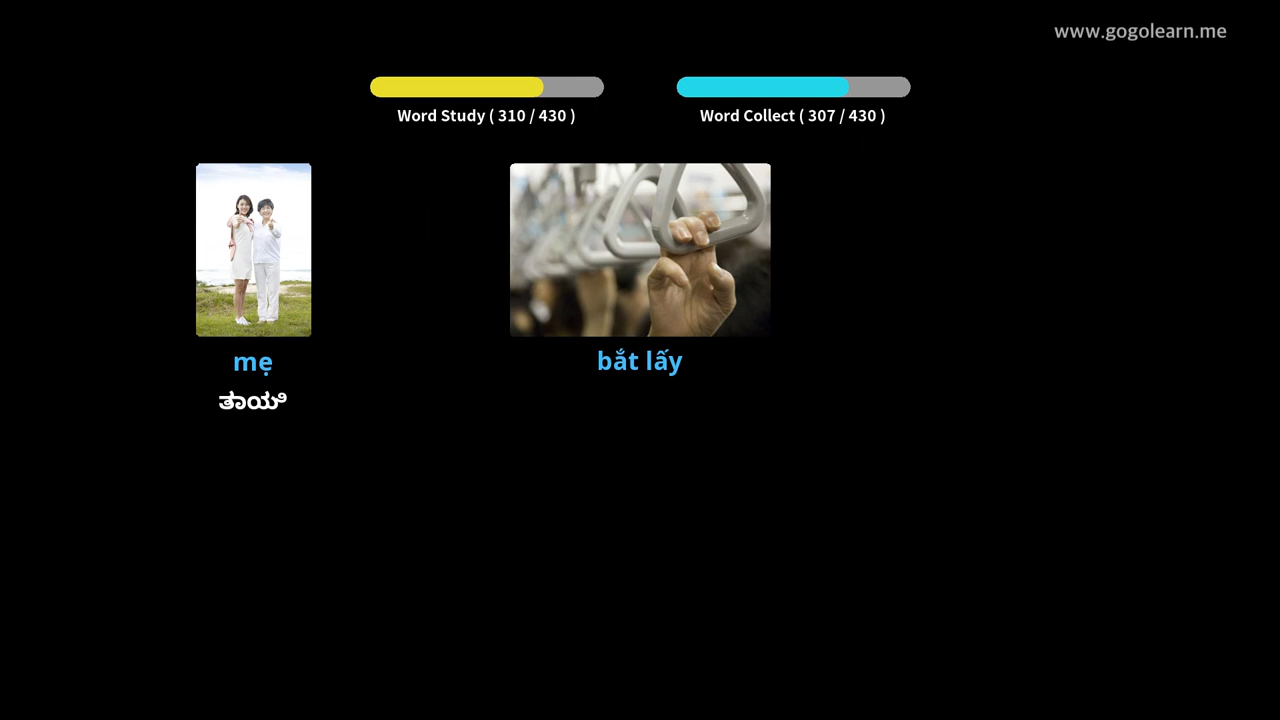 www.gogolearn.me
Word Study ( 310 / 430 )
Word Collect ( 307 / 430 )
mẹ
bắt lấy
ತಾಯಿ